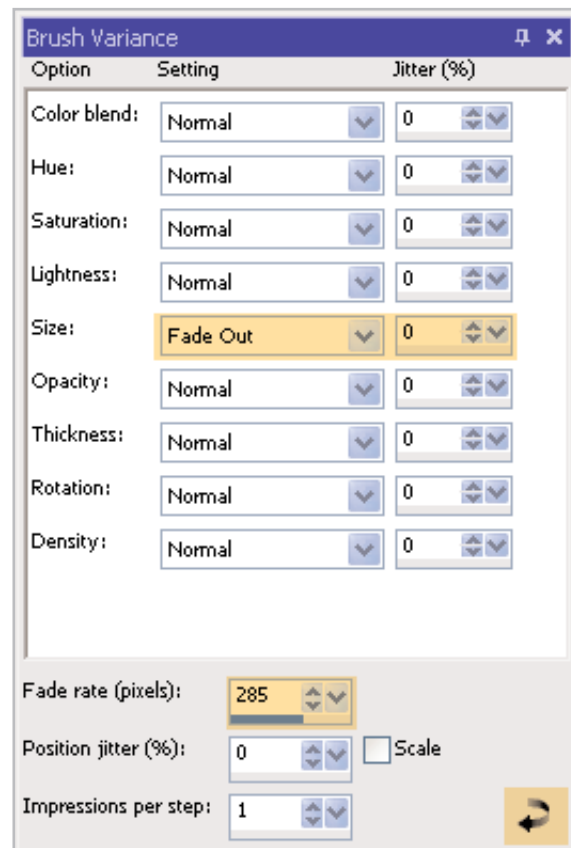 Brush Variance
Option Setting Jitter (%)
Color blend: Normal 0
Hue: Normal 0
Saturation: Normal 0
Lightness: Normal 0
Size: Fade Out 0
Opacity: Normal 0
Thickness: Normal 0
Rotation: Normal 0
Density: Normal 0
Fade rate (pixels): 285
Position jitter (%): 0 Scale
Impressions per step: 1